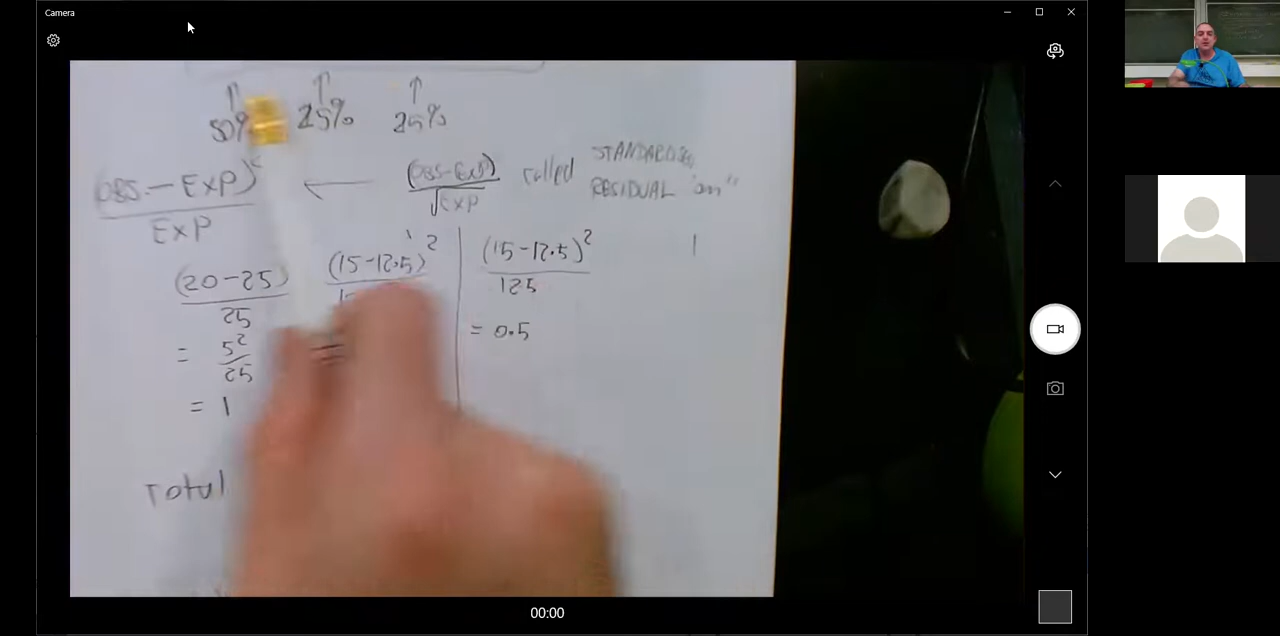 Camera
50%
25%
25%
(OBS. - EXP)²
EXP
(OBS-EXP)
√EXP
called
STANDARDISED
RESIDUAL
(20-25)
25
= 5²
25
= 1
(15-12.5)²
=
(15-12.5)²
12.5
= 0.5
Total
00:00